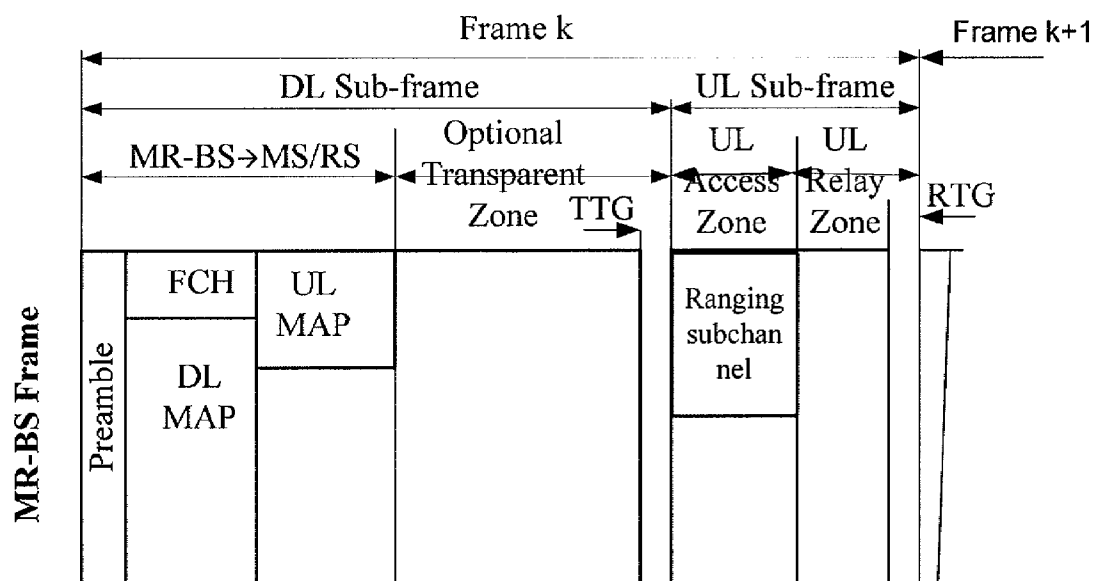 Frame k
Frame k+1
DL Sub-frame
UL Sub-frame
MR-BS→MS/RS
Optional
Transparent
Zone
TTG
UL
Access
Zone
UL
Relay
Zone
RTG
MR-BS Frame
Preamble
FCH
DL
MAP
UL
MAP
Ranging
subchan
nel